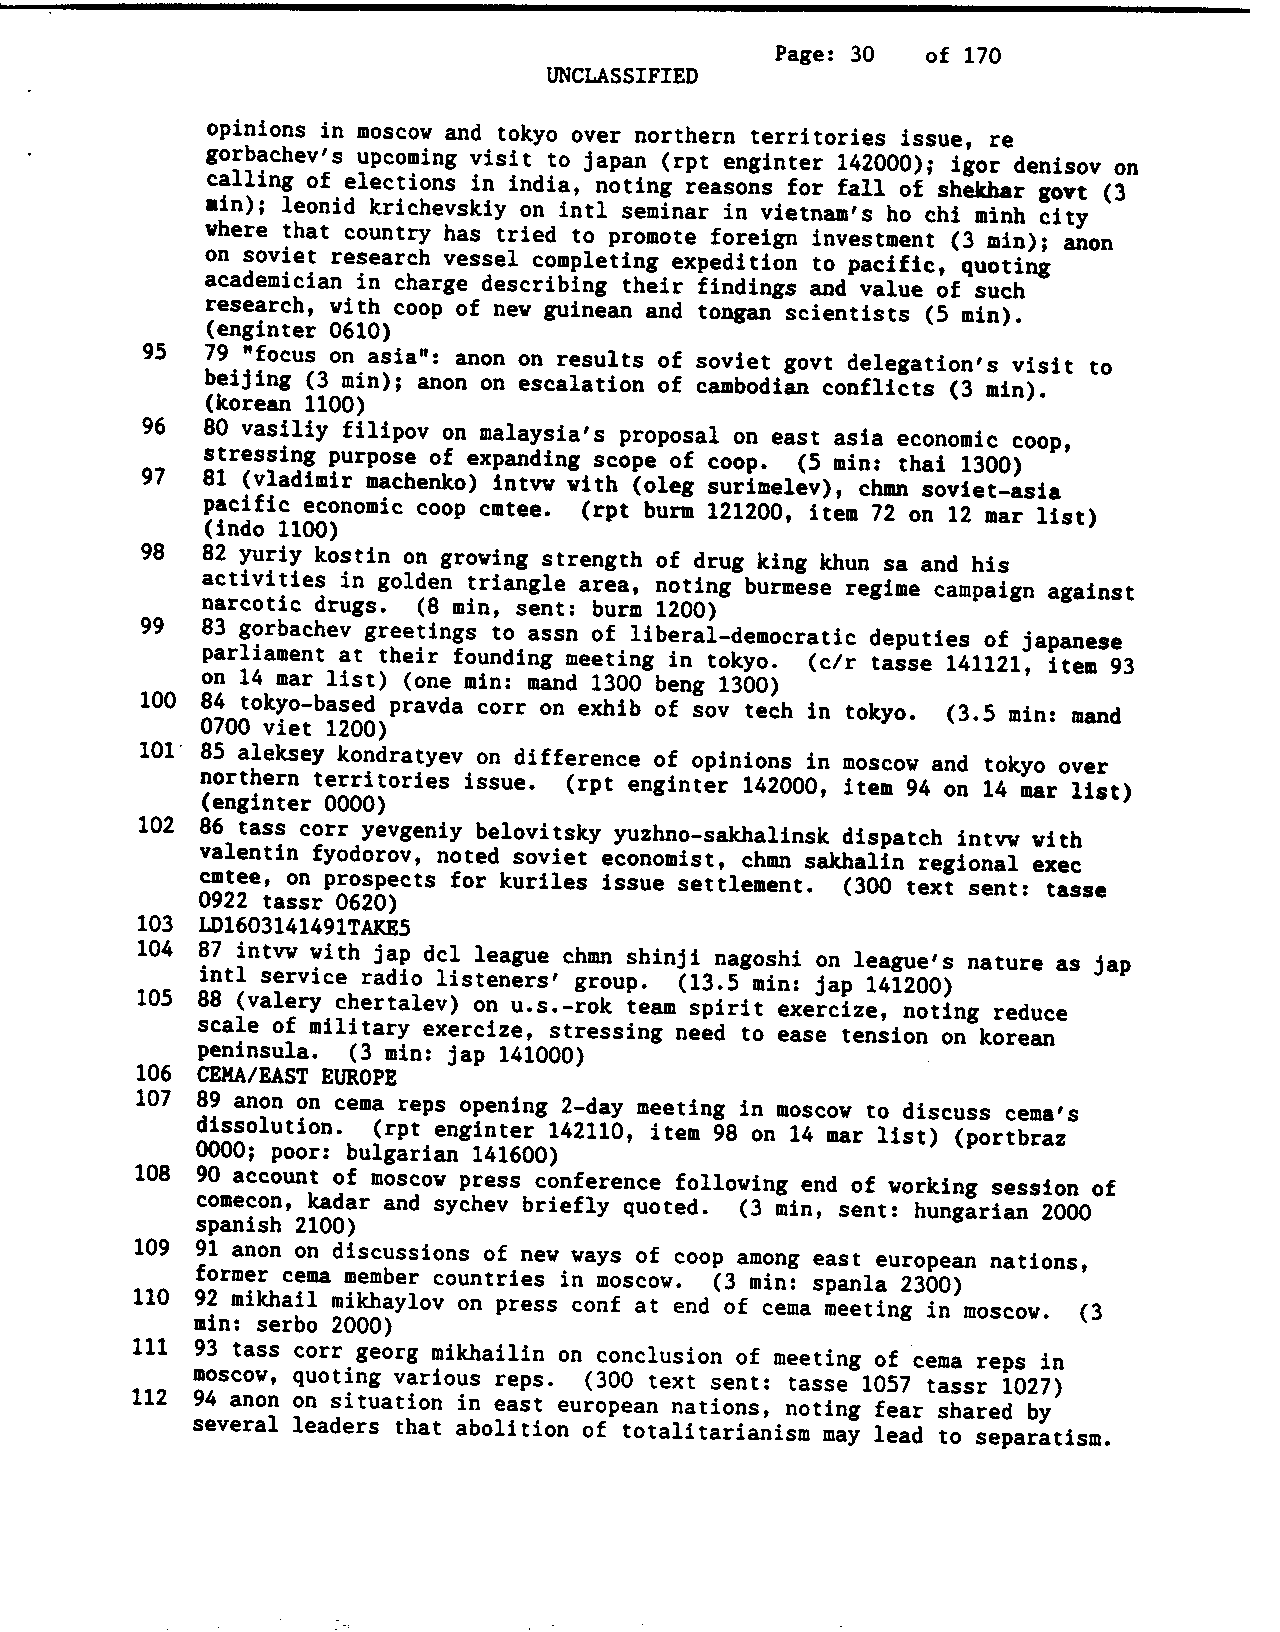 Page: 30 of 170
UNCLASSIFIED
opinions in moscow and tokyo over northern territories issue, re
gorbachev's upcoming visit to japan (rpt enginter 142000); igor denisov on
calling of elections in india, noting reasons for fall of shekhar govt (3
min); leonid krichevskiy on intl seminar in vietnam's ho chi minh city
where that country has tried to promote foreign investment (3 min); anon
on soviet research vessel completing expedition to pacific, quoting
academician in charge describing their findings and value of such
research, with coop of new guinean and tongan scientists (5 min).
(enginter 0610)
95 79 "focus on asia": anon on results of soviet govt delegation's visit to
beijing (3 min); anon on escalation of cambodian conflicts (3 min).
(korean 1100)
96 80 vasiliy filipov on malaysia's proposal on east asia economic coop,
stressing purpose of expanding scope of coop. (5 min: thai 1300)
97 81 (vladimir machenko) intvw with (oleg surimelev), chmn soviet-asia
pacific economic coop cmtee. (rpt burm 121200, item 72 on 12 mar list)
(indo 1100)
98 82 yuriy kostin on growing strength of drug king khun sa and his
activities in golden triangle area, noting burmese regime campaign against
narcotic drugs. (8 min, sent: burm 1200)
99 83 gorbachev greetings to assn of liberal-democratic deputies of japanese
parliament at their founding meeting in tokyo. (c/r tasse 141121, item 93
on 14 mar list) (one min: mand 1300 beng 1300)
100 84 tokyo-based pravda corr on exhib of sov tech in tokyo. (3.5 min: mand
0700 viet 1200)
101 85 aleksey kondratyev on difference of opinions in moscow and tokyo over
northern territories issue. (rpt enginter 142000, item 94 on 14 mar list)
(enginter 0000)
102 86 tass corr yevgeniy belovitsky yuzhno-sakhalinsk dispatch intvw with
valentin fyodorov, noted soviet economist, chmn sakhalin regional exec
cmtee, on prospects for kuriles issue settlement. (300 text sent: tasse
0922 tassr 0620)
103 LD1603141491TAKE5
104 87 intvw with jap dcl league chmn shinji nagoshi on league's nature as jap
intl service radio listeners' group. (13.5 min: jap 141200)
105 88 (valery chertalev) on u.s.-rok team spirit exercize, noting reduce
scale of military exercize, stressing need to ease tension on korean
peninsula. (3 min: jap 141000)
106 CEMA/EAST EUROPE
107 89 anon on cema reps opening 2-day meeting in moscow to discuss cema's
dissolution. (rpt enginter 142110, item 98 on 14 mar list) (portbraz
0000; poor: bulgarian 141600)
108 90 account of moscow press conference following end of working session of
comecon, kadar and sychev briefly quoted. (3 min, sent: hungarian 2000
spanish 2100)
109 91 anon on discussions of new ways of coop among east european nations,
former cema member countries in moscow. (3 min: spanla 2300)
110 92 mikhail mikhaylov on press conf at end of cema meeting in moscow. (3
min: serbo 2000)
111 93 tass corr georg mikhailin on conclusion of meeting of cema reps in
moscow, quoting various reps. (300 text sent: tasse 1057 tassr 1027)
112 94 anon on situation in east european nations, noting fear shared by
several leaders that abolition of totalitarianism may lead to separatism.